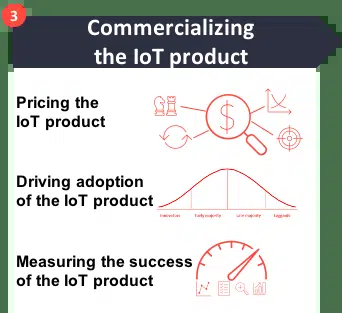 3
Commercializing
the IoT product
Pricing the
IoT product
$
Driving adoption
of the IoT product
Innovators Early majority Late majority Laggards
Measuring the success
of the IoT product